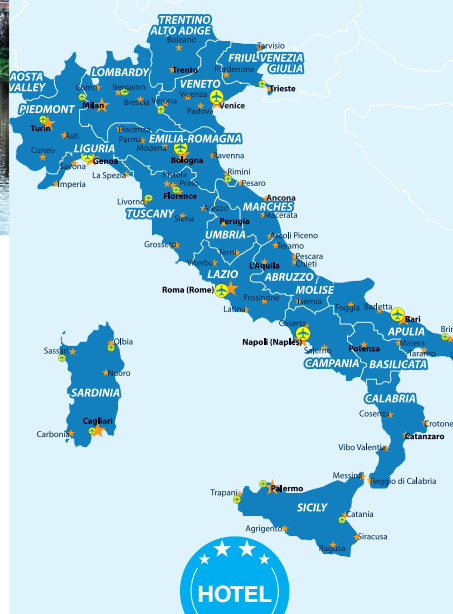 TRENTINO
ALTO ADIGE
Bolzano
Tarvisio
FRIUL VENEZIA
GIULIA
AOSTA
VALLEY
LOMBARDY
Trento
Pordenone
Como
Bergamo
VENETO
Trieste
Vicenza
Brescia
Verona
Milan
Padova
Venice
PIEDMONT
Turin
Asti
Piacenza
Parma
EMILIA-ROMAGNA
Modena
Cuneo
LIGURIA
Genoa
Bologna
Ravenna
Savona
La Spezia
Pistoia
Prato
Rimini
Imperia
Florence
Pesaro
Livorno
Arezzo
Ancona
MARCHES
Macerata
TUSCANY
Siena
Perugia
UMBRIA
Ascoli Piceno
Grosseto
Terni
Teramo
Viterbo
L'Aquila
Pescara
Chieti
LAZIO
ABRUZZO
Roma (Rome)
MOLISE
Frosinone
Isernia
Latina
Foggia
Barletta
Caserta
Bari
APULIA
Napoli (Naples)
Salerno
Potenza
Matera
Taranto
Brin
CAMPANIA
BASILICATA
Olbia
Sassari
Nuoro
SARDINIA
CALABRIA
Cosenza
Crotone
Cagliari
Carbonia
Catanzaro
Vibo Valentia
Messina
Reggio di Calabria
Trapani
Palermo
SICILY
Catania
Agrigento
Siracusa
Ragusa
HOTEL